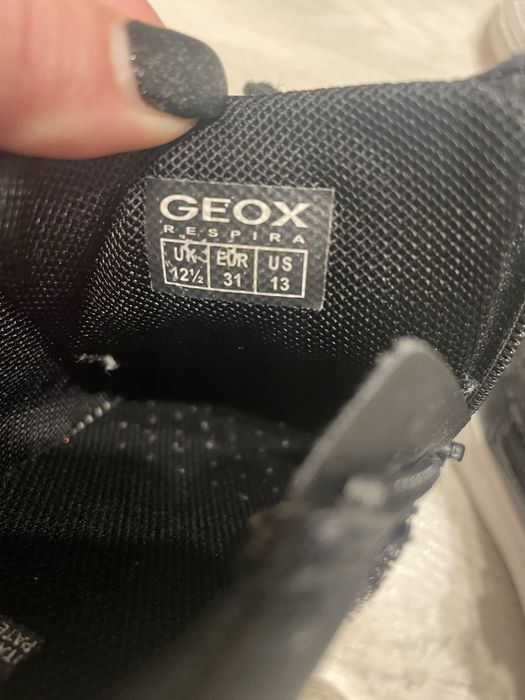 GEOX
RESPIRA
UK EUR US
12½ 31 13